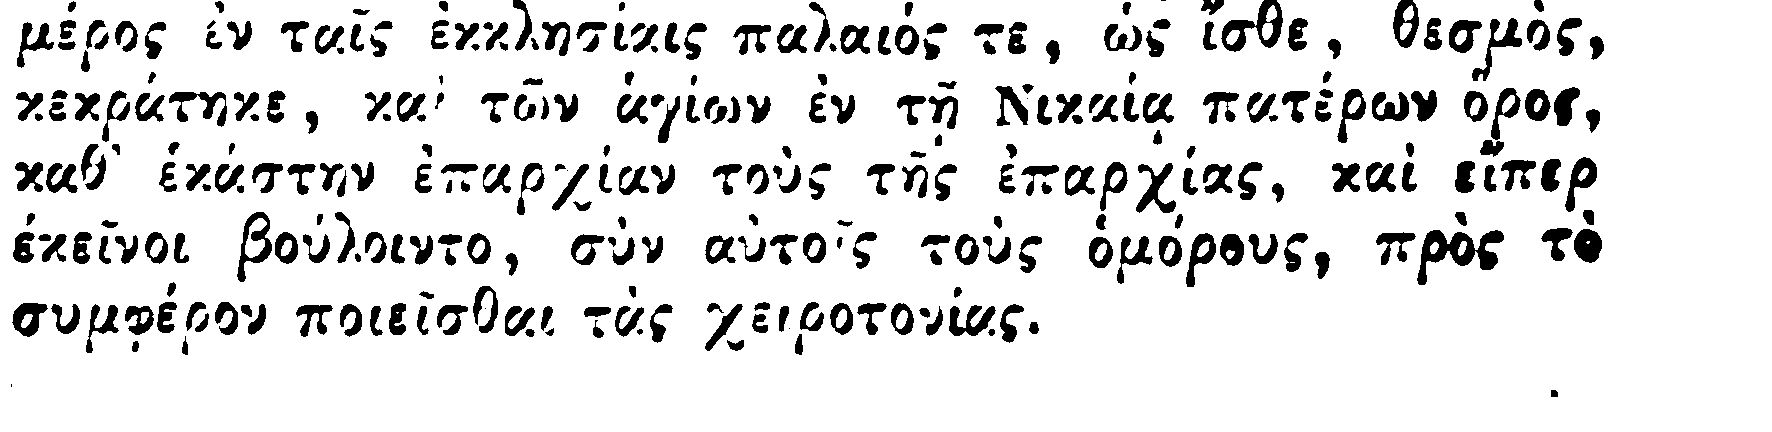 μέρος ἐν ταῖς ἐκκλησίαις παλαιός τε, ὡς ἴσθε, θεσμὸς,
κεκράτηκε, καὶ τῶν ἁγίων ἐν τῇ Νικαίᾳ πατέρων ὅρος,
καθ' ἑκάστην ἐπαρχίαν τοὺς τῆς ἐπαρχίας, καὶ εἴπερ
ἐκεῖνοι βούλοιντο, σὺν αὐτοῖς τοὺς ὁμόρους, πρὸς τὸ
συμφέρον ποιεῖσθαι τὰς χειροτονίας.